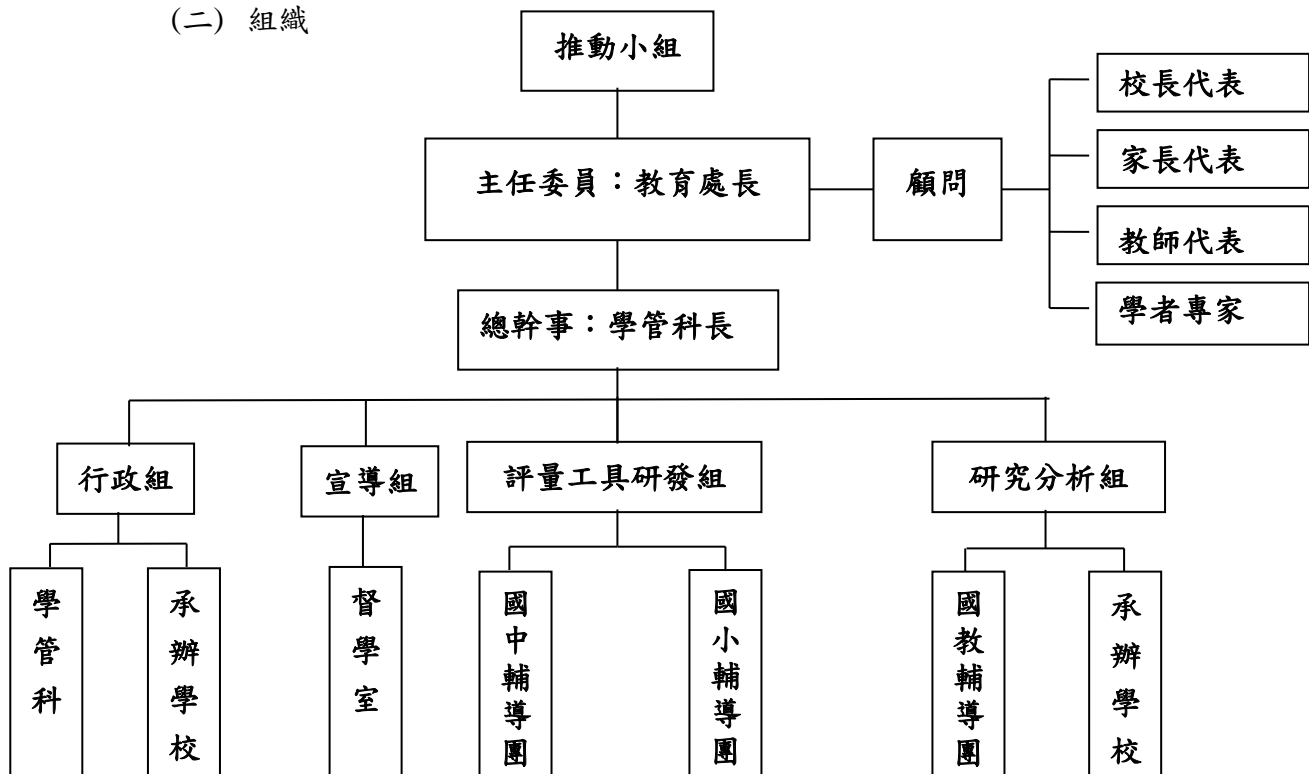 (二) 組織
推動小組
校長代表
家長代表
教師代表
學者專家
主任委員：教育處長
顧問
總幹事：學管科長
行政組
宣導組
評量工具研發組
研究分析組
學管科
承辦學校
督學室
國中輔導團
國小輔導團
國教輔導團
承辦學校